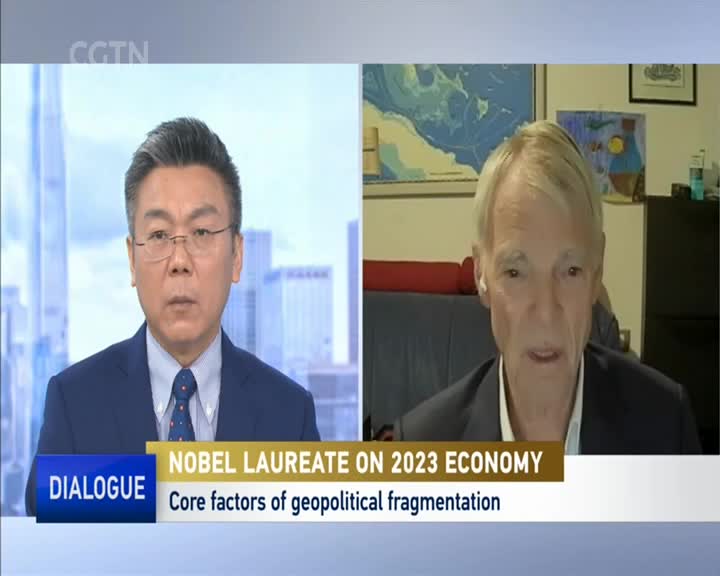 CGTN
NOBEL LAUREATE ON 2023 ECONOMY
DIALOGUE
Core factors of geopolitical fragmentation